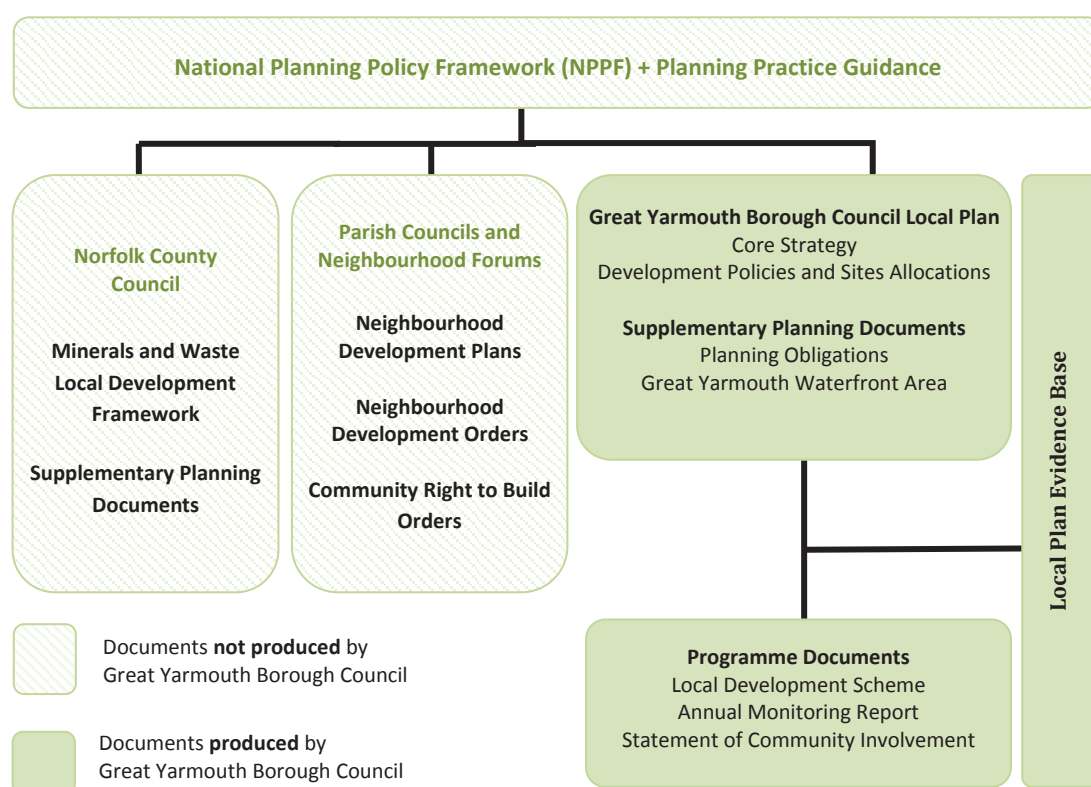 National Planning Policy Framework (NPPF) + Planning Practice Guidance
Norfolk County
Council
Minerals and Waste
Local Development
Framework
Supplementary Planning
Documents
Parish Councils and
Neighbourhood Forums
Neighbourhood
Development Plans
Neighbourhood
Development Orders
Community Right to Build
Orders
Great Yarmouth Borough Council Local Plan
Core Strategy
Development Policies and Sites Allocations
Supplementary Planning Documents
Planning Obligations
Great Yarmouth Waterfront Area
Local Plan Evidence Base
Programme Documents
Local Development Scheme
Annual Monitoring Report
Statement of Community Involvement
Documents not produced by
Great Yarmouth Borough Council
Documents produced by
Great Yarmouth Borough Council